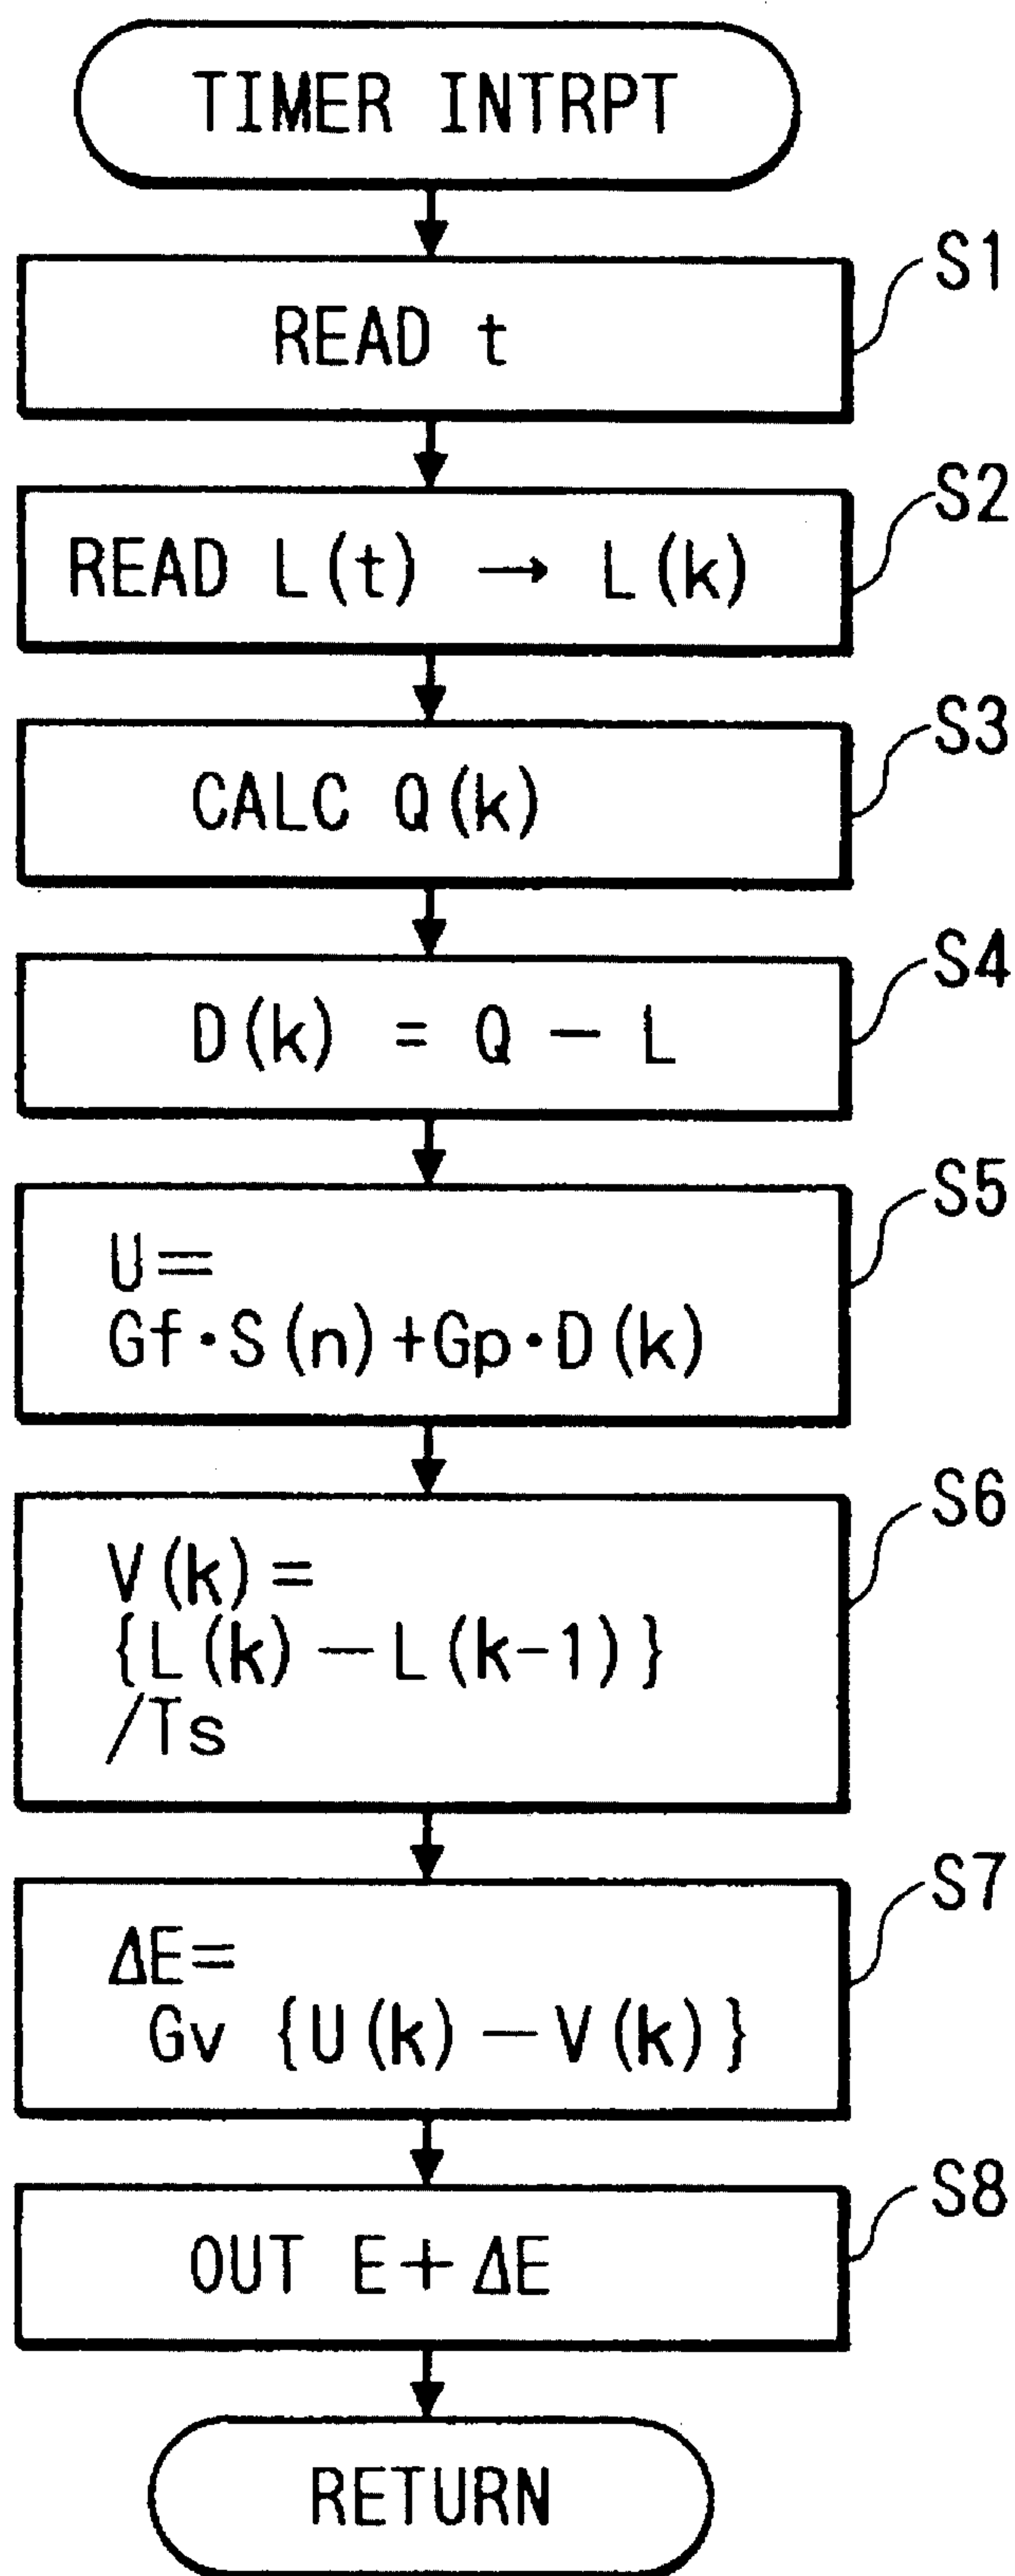 TIMER INTRPT
S1
READ t
S2
READ L(t) → L(k)
S3
CALC Q(k)
S4
D(k) = Q − L
S5
U=
Gf·S(n)+Gp·D(k)
S6
V(k)=
{L(k)−L(k-1)}
/Ts
S7
ΔE=
Gv {U(k)−V(k)}
S8
OUT E+ΔE
RETURN